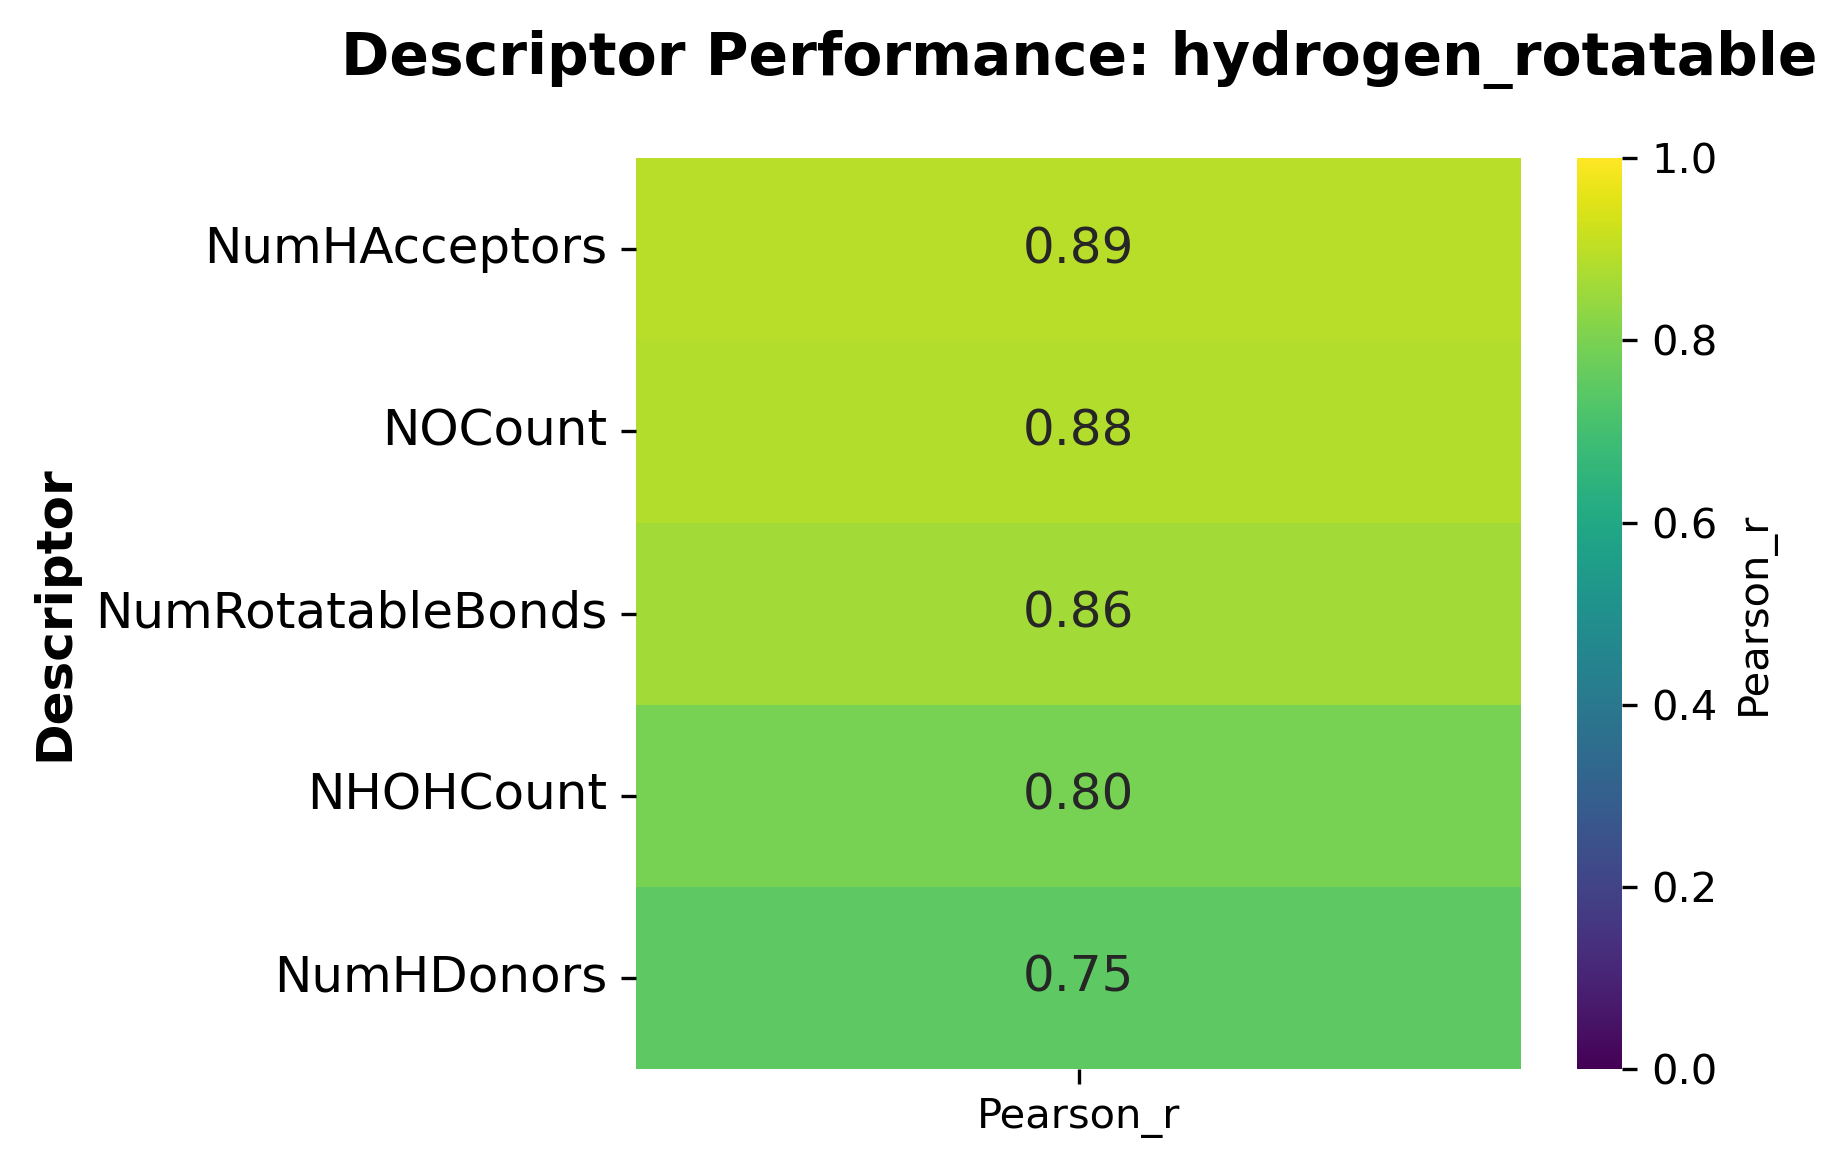 Descriptor Performance: hydrogen_rotatable
Descriptor
NumHAcceptors
0.89
NOCount
0.88
NumRotatableBonds
0.86
NHOHCount
0.80
NumHDonors
0.75
Pearson_r
1.0
0.8
0.6
0.4
0.2
0.0
Pearson_r